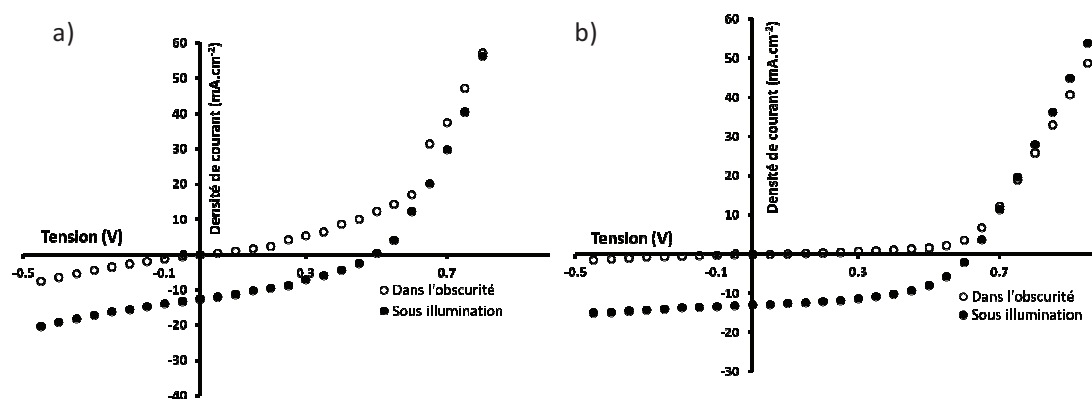 a)
60
50
40
30
20
10
0
-10
-20
-30
-40
Densité de courant (mA.cm-2)
Tension (V)
-0.5
-0.1
0.3
0.7
Dans l'obscurité
Sous illumination
b)
60
50
40
30
20
10
0
-10
-20
-30
Densité de courant (mA.cm-2)
Tension (V)
-0.5
-0.1
0.3
0.7
Dans l'obscurité
Sous illumination